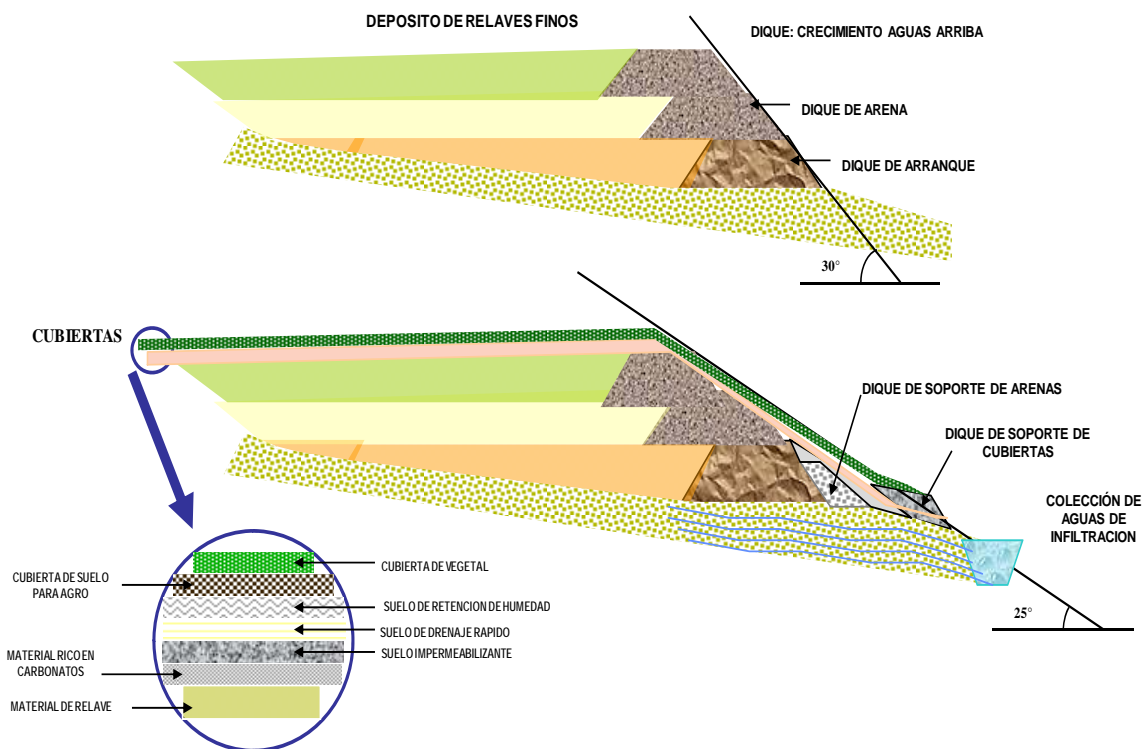 DEPOSITO DE RELAVES FINOS
DIQUE: CRECIMIENTO AGUAS ARRIBA
DIQUE DE ARENA
DIQUE DE ARRANQUE
30°
CUBIERTAS
DIQUE DE SOPORTE DE ARENAS
DIQUE DE SOPORTE DE
CUBIERTAS
COLECCIÓN DE
AGUAS DE
INFILTRACION
25°
CUBIERTA DE VEGETAL
CUBIERTA DE SUELO
PARA AGRO
SUELO DE RETENCION DE HUMEDAD
SUELO DE DRENAJE RAPIDO
SUELO IMPERMEABILIZANTE
MATERIAL RICO EN
CARBONATOS
MATERIAL DE RELAVE